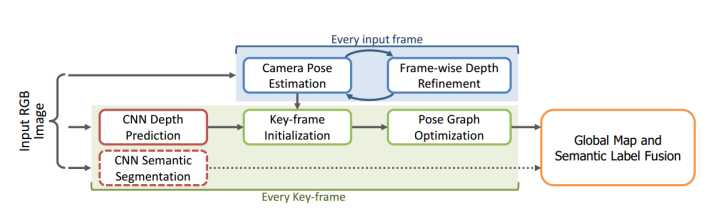 Every input frame
Input RGB
Image
Camera Pose
Estimation
Frame-wise Depth
Refinement
CNN Depth
Prediction
Key-frame
Initialization
Pose Graph
Optimization
Global Map and
Semantic Label Fusion
CNN Semantic
Segmentation
Every Key-frame